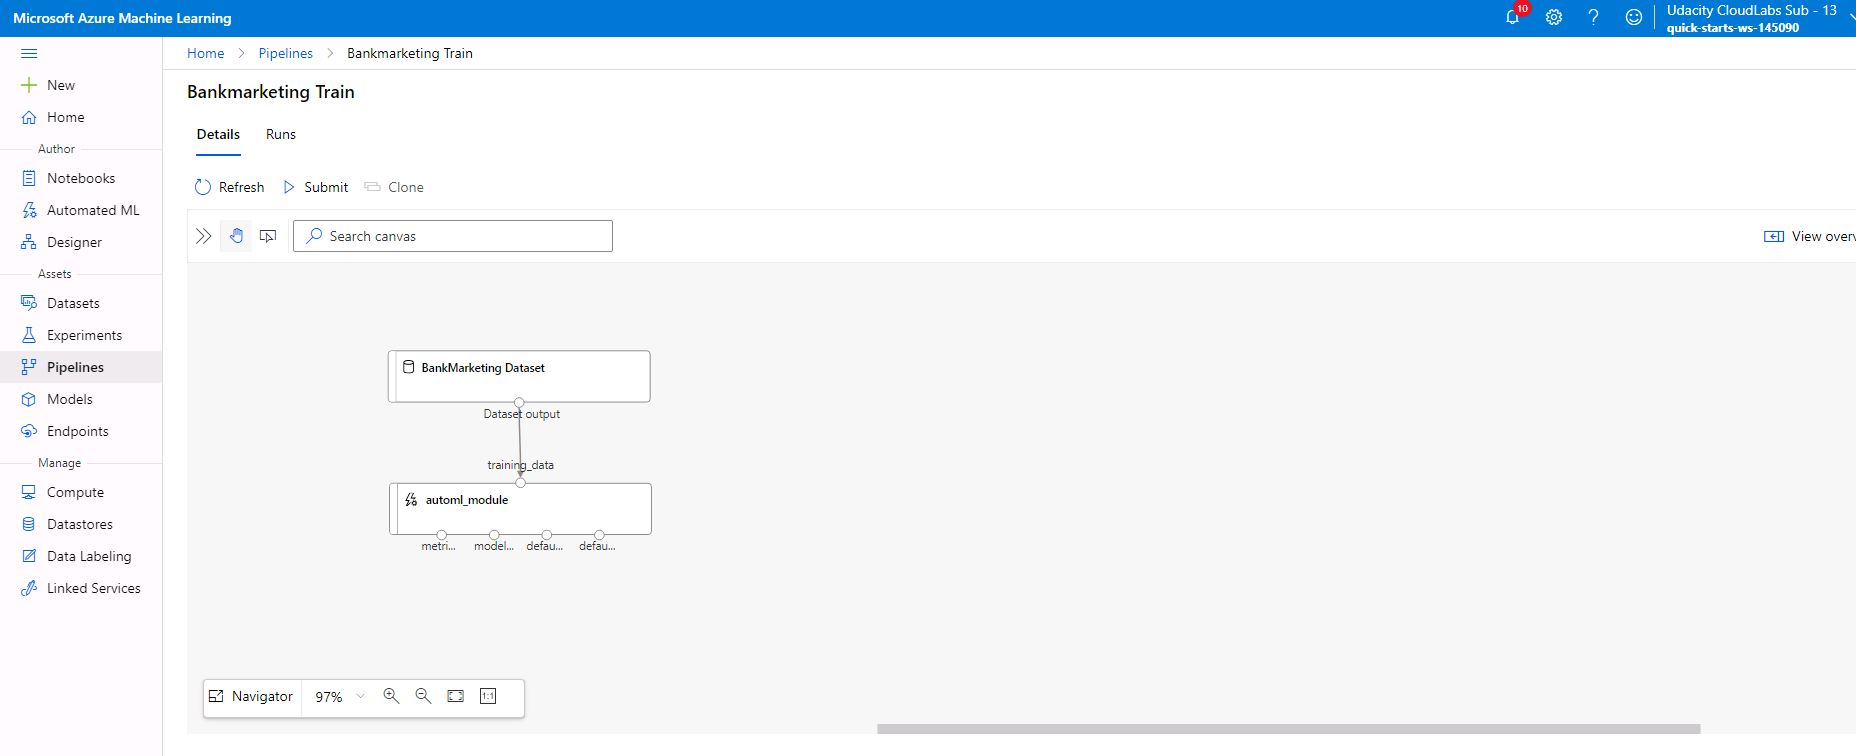 Microsoft Azure Machine Learning
10
Udacity CloudLabs Sub - 13
quick-starts-ws-145090
New
Home
Author
Notebooks
Automated ML
Designer
Assets
Datasets
Experiments
Pipelines
Models
Endpoints
Manage
Compute
Datastores
Data Labeling
Linked Services
Home > Pipelines > Bankmarketing Train
Bankmarketing Train
Details Runs
Refresh Submit Clone
Search canvas
View overv
BankMarketing Dataset
Dataset output
training_data
automl_module
metri... model... defau... defau...
Navigator 97% 1:1